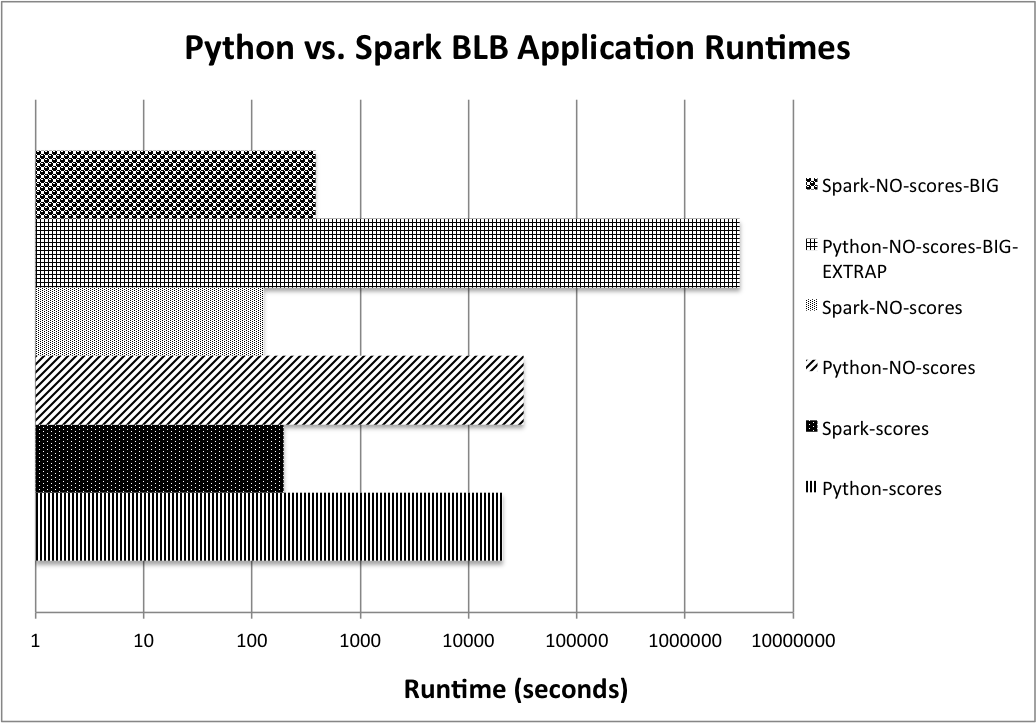 Python vs. Spark BLB Application Runtimes
Spark-NO-scores-BIG
Python-NO-scores-BIG-
EXTRAP
Spark-NO-scores
Python-NO-scores
Spark-scores
Python-scores
1 10 100 1000 10000 100000 1000000 10000000
Runtime (seconds)